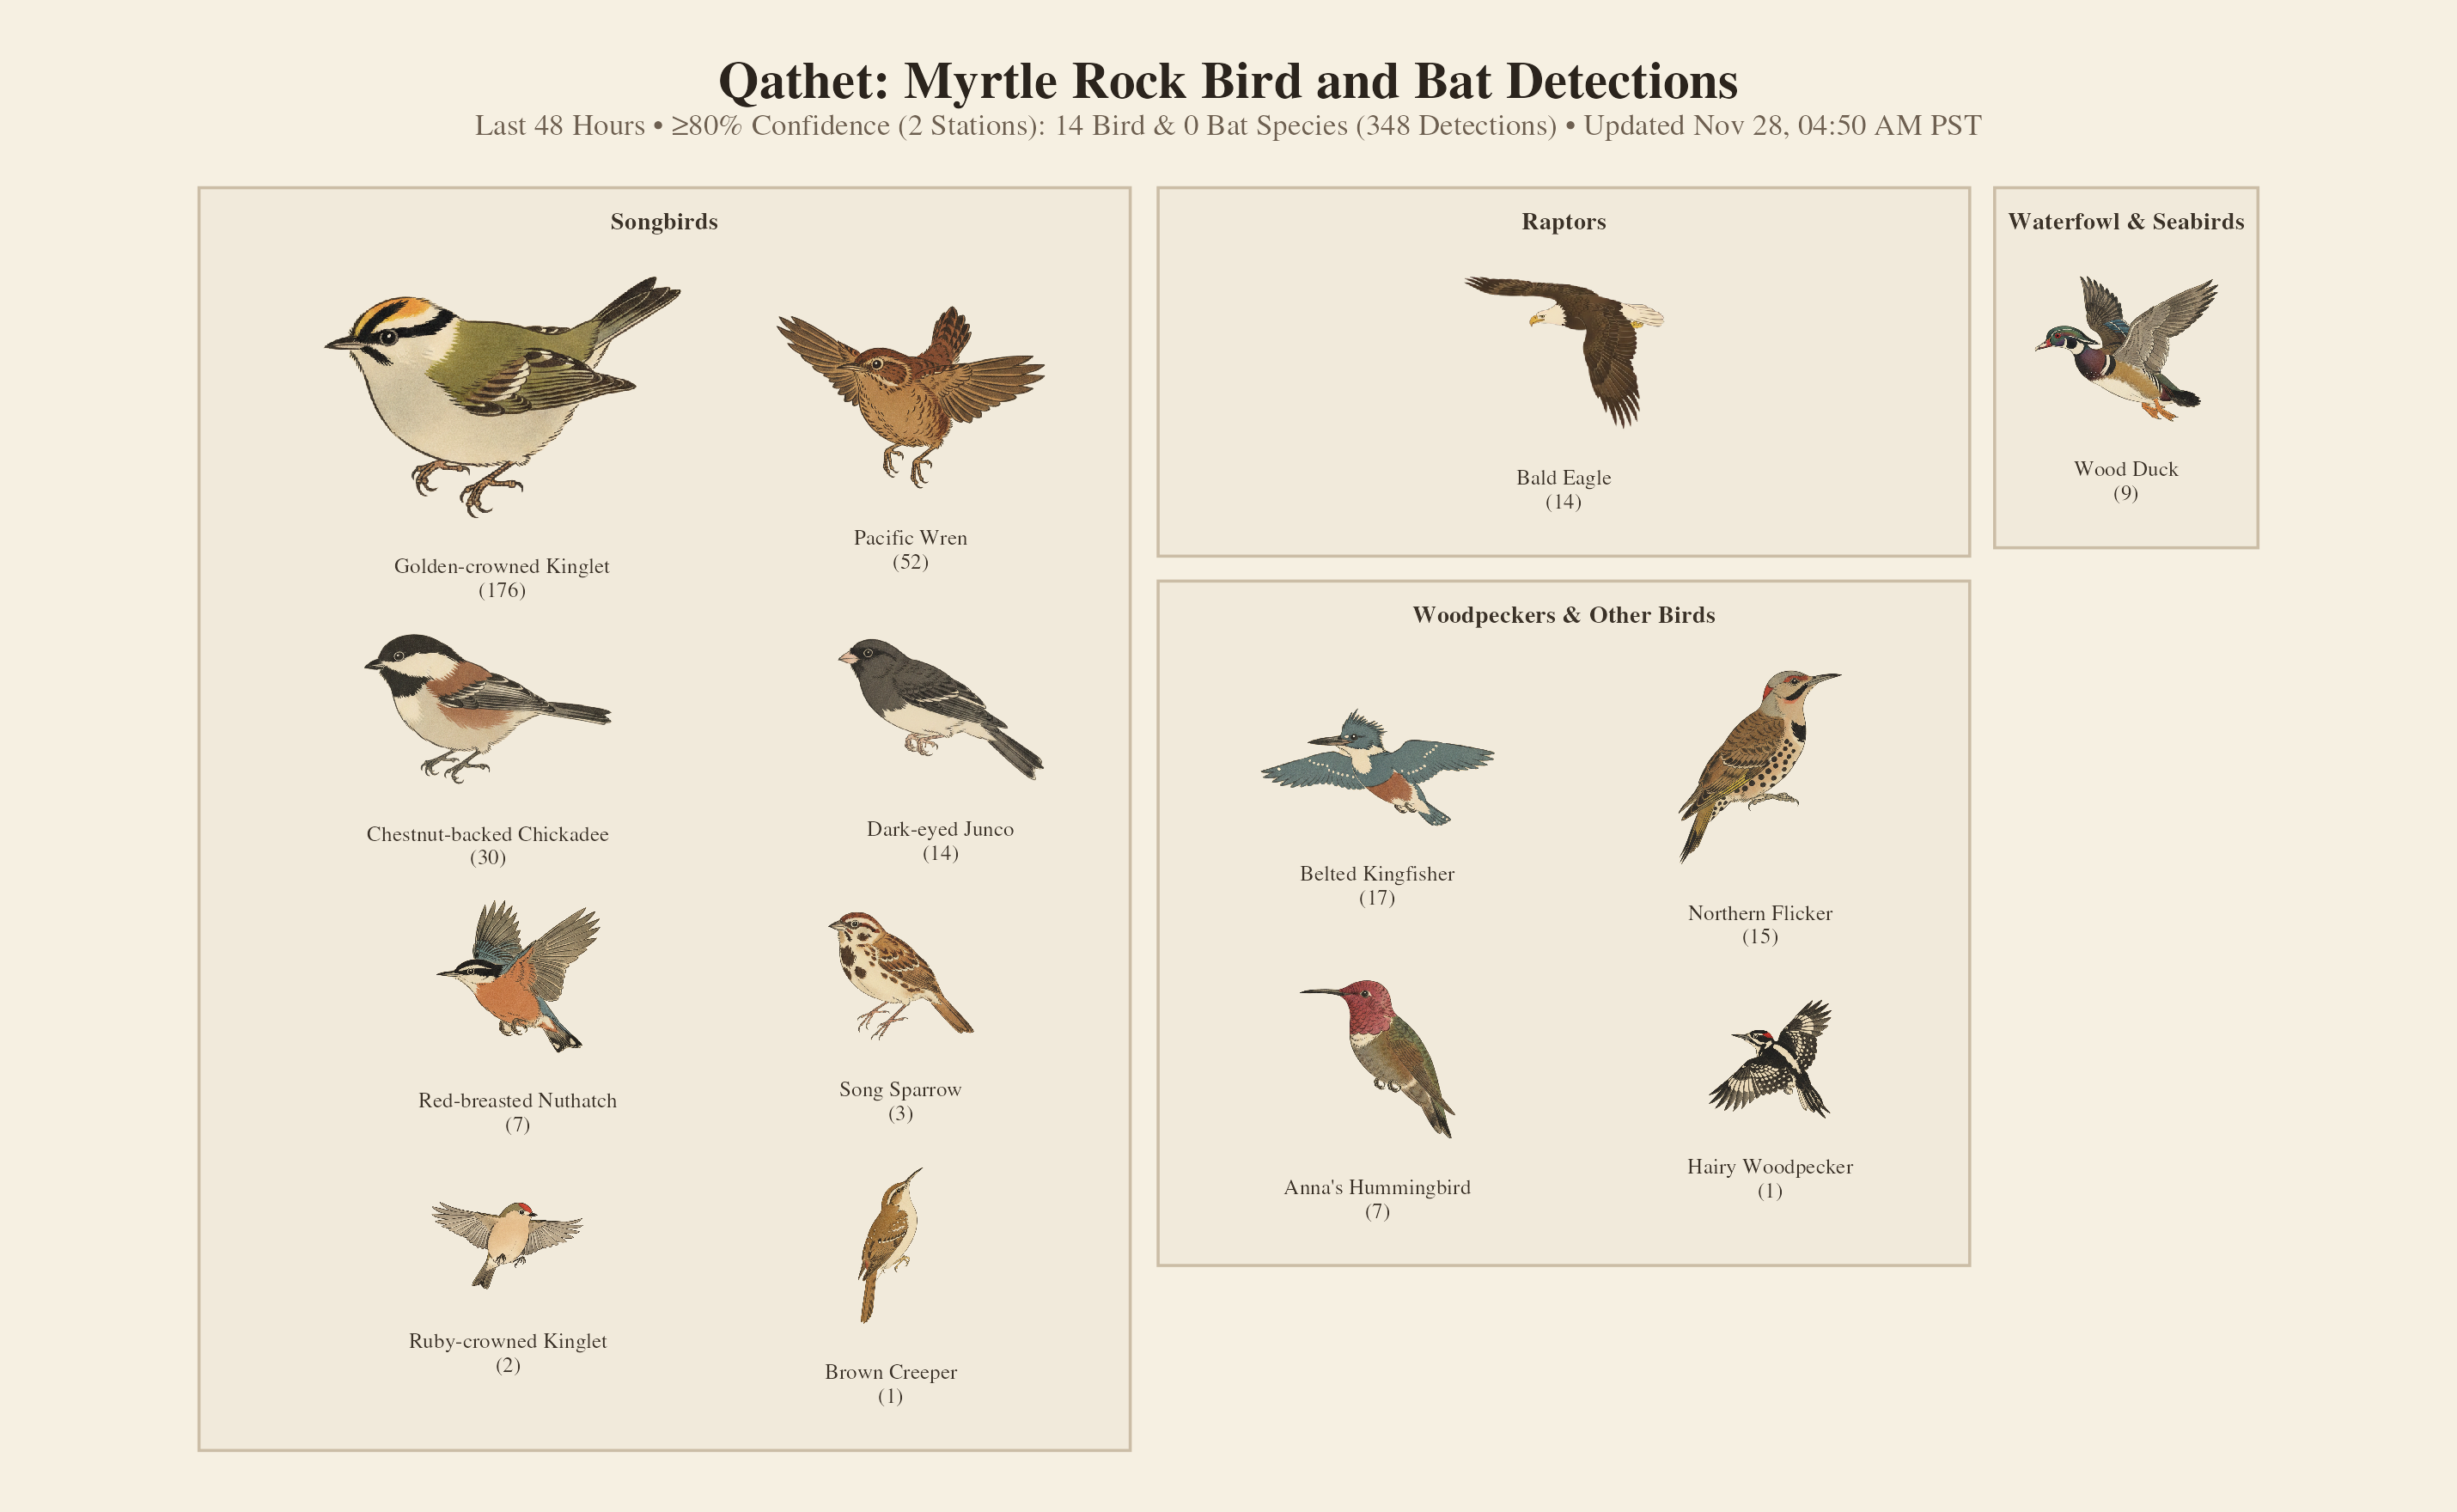 Qathet: Myrtle Rock Bird and Bat Detections
Last 48 Hours • ≥80% Confidence (2 Stations): 14 Bird & 0 Bat Species (348 Detections) • Updated Nov 28, 04:50 AM PST
Songbirds
Golden-crowned Kinglet
(176)
Pacific Wren
(52)
Chestnut-backed Chickadee
(30)
Dark-eyed Junco
(14)
Red-breasted Nuthatch
(7)
Song Sparrow
(3)
Ruby-crowned Kinglet
(2)
Brown Creeper
(1)
Raptors
Bald Eagle
(14)
Woodpeckers & Other Birds
Belted Kingfisher
(17)
Northern Flicker
(15)
Anna's Hummingbird
(7)
Hairy Woodpecker
(1)
Waterfowl & Seabirds
Wood Duck
(9)